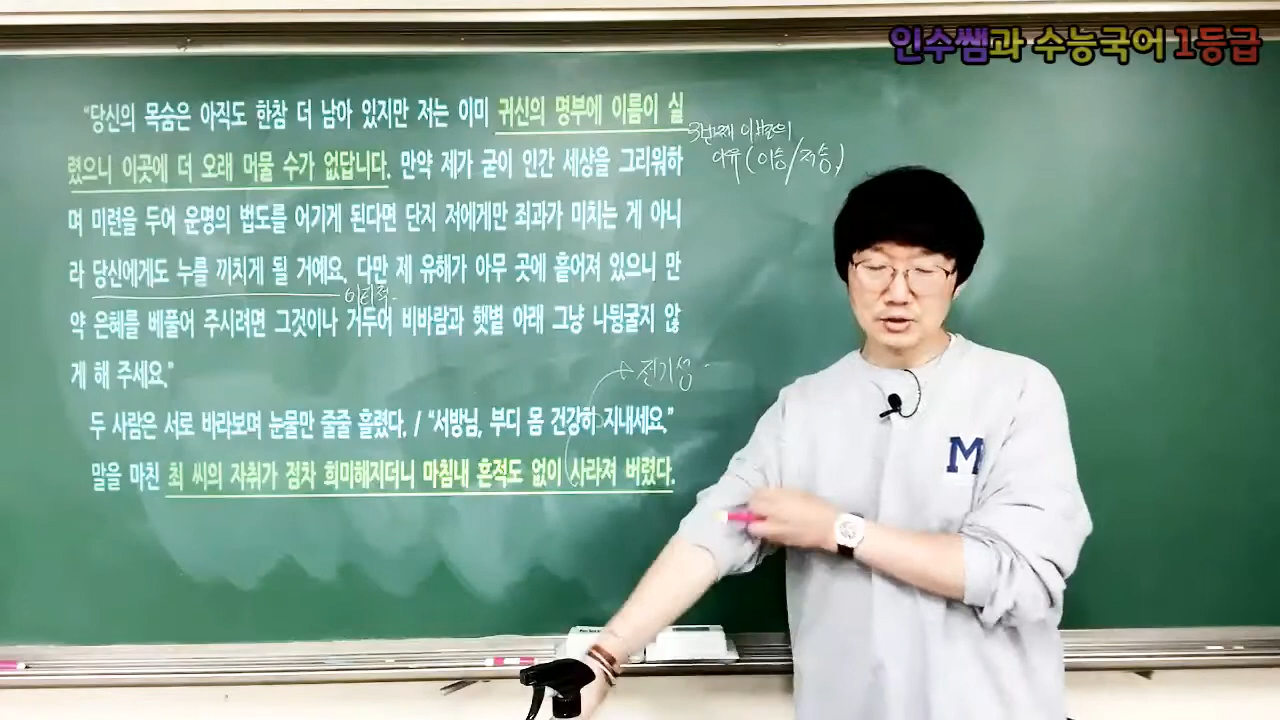 인수쌤과 수능국어 1등급
"당신의 목숨은 아직도 한참 더 남아 있지만 저는 이미 귀신의 명부에 이름이 실
렸으니 이곳에 더 오래 머물 수가 없답니다. 만약 제가 굳이 인간 세상을 그리워하
며 미련을 두어 운명의 법도를 어기게 된다면 단지 저에게만 죄과가 미치는 게 아니
라 당신에게도 누를 끼치게 될 거예요. 다만 제 유해가 아무 곳에 흩어져 있으니 만
약 은혜를 베풀어 주시려면 그것이나 거두어 비바람과 햇볕 아래 그냥 나뒹굴지 않
게 해 주세요."
두 사람은 서로 바라보며 눈물만 줄줄 흘렸다. / "서방님, 부디 몸 건강히 지내세요."
말을 마친 최 씨의 자취가 점차 희미해지더니 마침내 흔적도 없이 사라져 버렸다.
3번째 이별의
이유(이승/저승)
이타적.
전기성
M